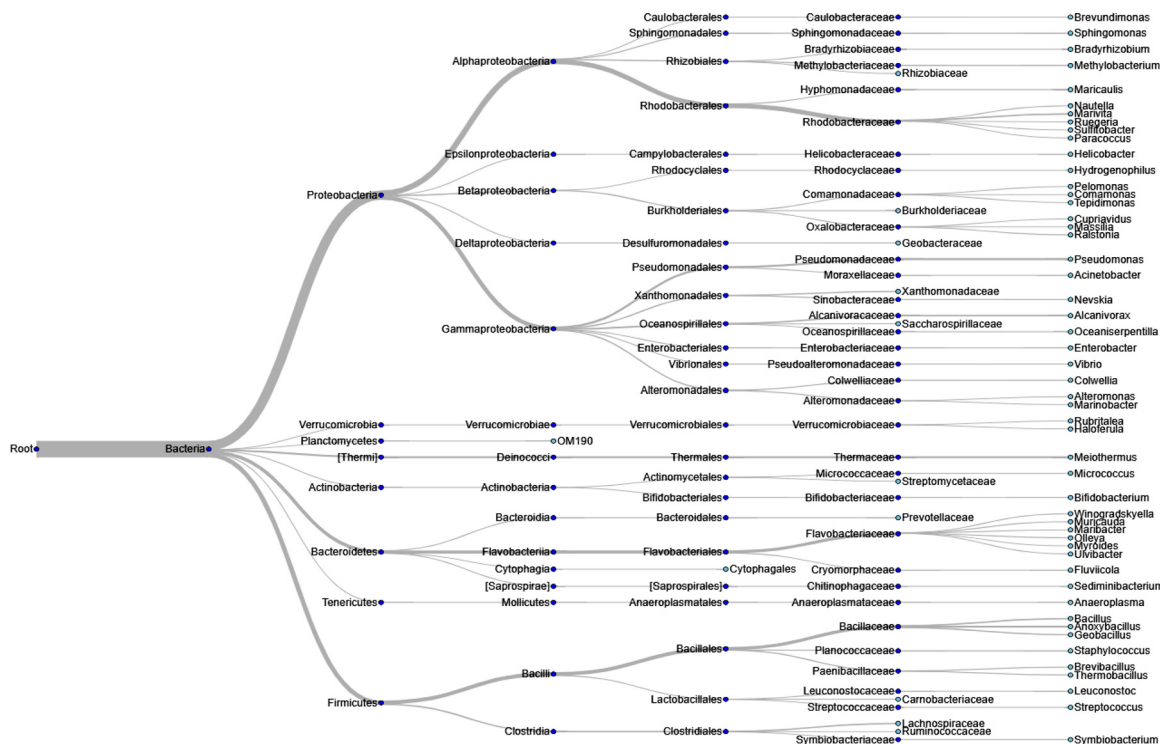 Caulobacterales Caulobacteraceae Brevundimonas
Sphingomonadales Sphingomonadaceae Sphingomonas
Bradyrhizobiaceae Bradyrhizobium
Alphaproteobacteria Rhizobiales Methylobacteriaceae Methylobacterium
Rhizobiaceae
Hyphomonadaceae Maricaulis
Rhodobacterales Nautella
Marivita
Rhodobacteraceae Ruegeria
Sulfitobacter
Paracoccus
Epsilonproteobacteria Campylobacterales Helicobacteraceae Helicobacter
Rhodocyclales Rhodocyclaceae Hydrogenophilus
Betaproteobacteria Pelomonas
Proteobacteria Comamonadaceae Comamonas
Tepidimonas
Burkholderiales Burkholderiaceae
Cupriavidus
Oxalobacteraceae Massilia
Ralstonia
Deltaproteobacteria Desulfuromonadales Geobacteraceae
Pseudomonadaceae Pseudomonas
Pseudomonadales
Moraxellaceae Acinetobacter
Xanthomonadaceae
Xanthomonadales
Sinobacteraceae Nevskia
Alcanivoraceae Alcanivorax
Oceanospirillales Saccharospirillaceae
Gammaproteobacteria Oceanospirillaceae Oceaniserpentilla
Enterobacteriales Enterobacteriaceae Enterobacter
Vibrionales Pseudoalteromonadaceae Vibrio
Colwelliaceae Colwellia
Alteromonadales
Alteromonas
Alteromonadaceae
Marinobacter
Rubritalea
Verrucomicrobia Verrucomicrobiae Verrucomicrobiales Verrucomicrobiaceae
Haloferula
Planctomycetes OM190
Root Bacteria
[Thermi] Deinococci Thermales Thermaceae Meiothermus
Micrococcaceae Micrococcus
Actinomycetales
Streptomycetaceae
Actinobacteria Actinobacteria
Bifidobacteriales Bifidobacteriaceae Bifidobacterium
Winogradskyella
Bacteroidia Bacteroidales Prevotellaceae
Muricauda
Maribacter
Flavobacteriaceae
Olleya
Myroides
Bacteroidetes Flavobacteriia Flavobacteriales Ulvibacter
Cytophagia Cytophagales
Cryomorphaceae Fluviicola
[Saprospirae] [Saprospirales] Chitinophagaceae Sediminibacterium
Tenericutes Mollicutes Anaeroplasmatales Anaeroplasmataceae Anaeroplasma
Bacillus
Bacillaceae Anoxybacillus
Geobacillus
Bacillales
Planococcaceae Staphylococcus
Brevibacillus
Bacilli Paenibacillaceae
Thermobacillus
Leuconostocaceae Leuconostoc
Lactobacillales Carnobacteriaceae
Firmicutes
Streptococcaceae Streptococcus
Lachnospiraceae
Clostridia Clostridiales Ruminococcaceae
Symbiobacteriaceae Symbiobacterium